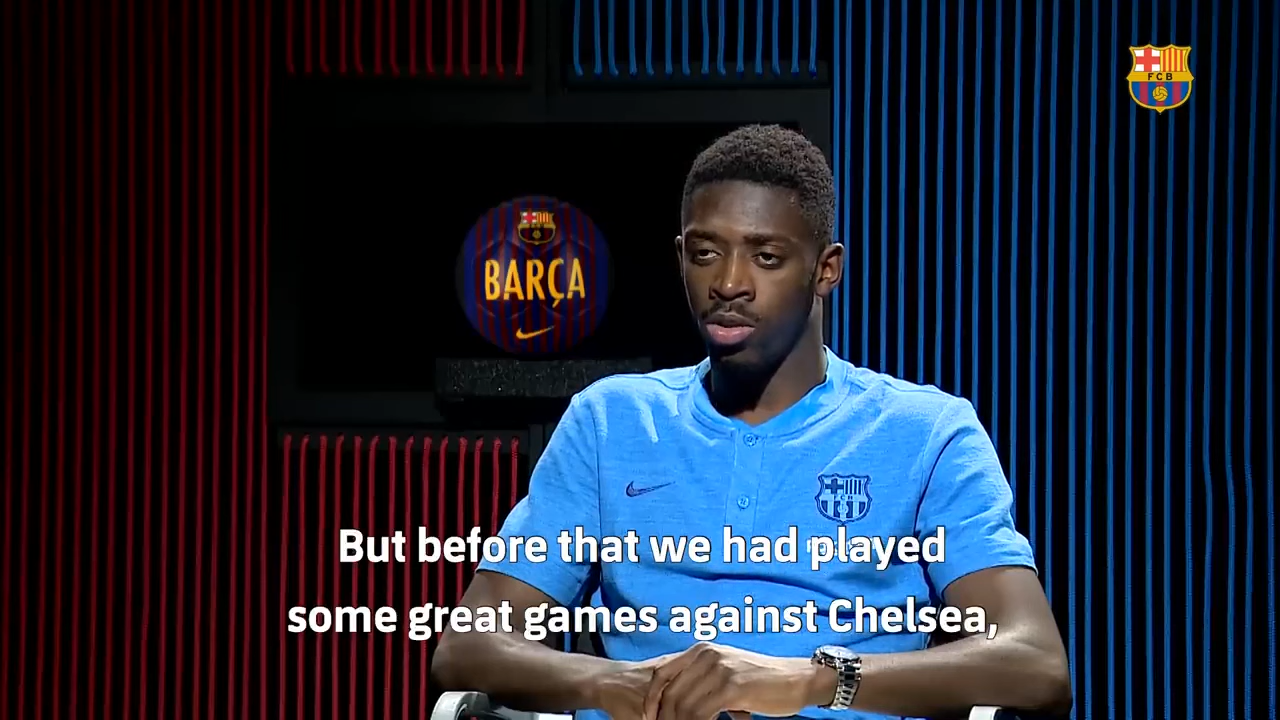 FCB
BARÇA
FCB
But before that we had played
some great games against Chelsea,